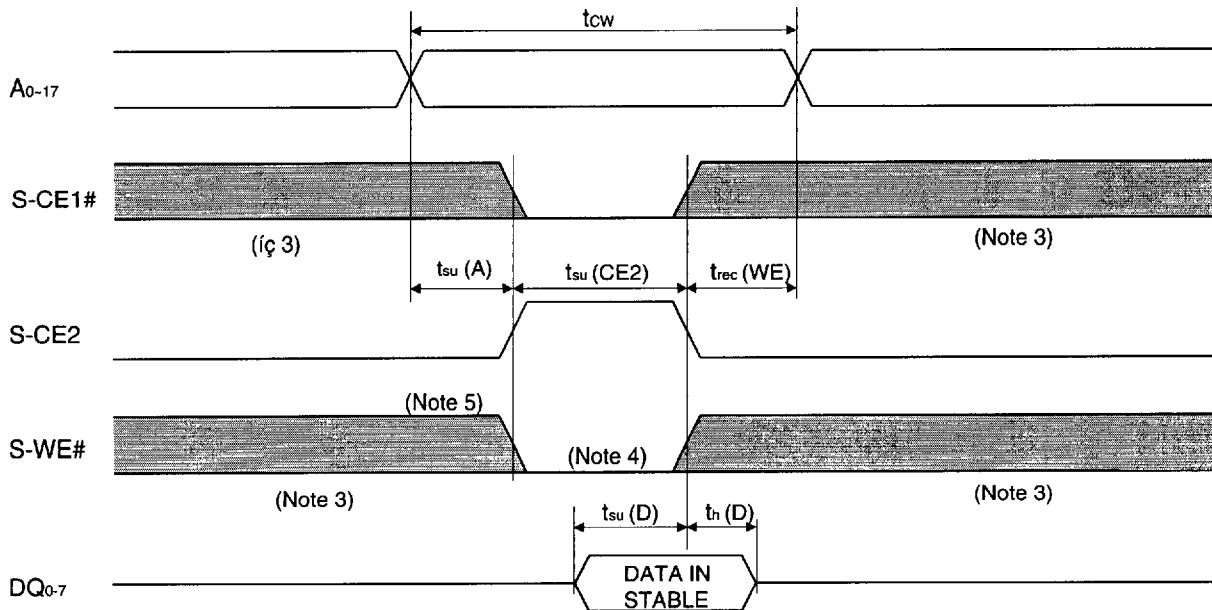 tCW
A0~17
S-CE1#
(íç 3)
(Note 3)
tsu (A)
tsu (CE2)
trec (WE)
S-CE2
(Note 5)
S-WE#
(Note 4)
(Note 3)
(Note 3)
tsu (D)
th (D)
DQ0-7
DATA IN
STABLE